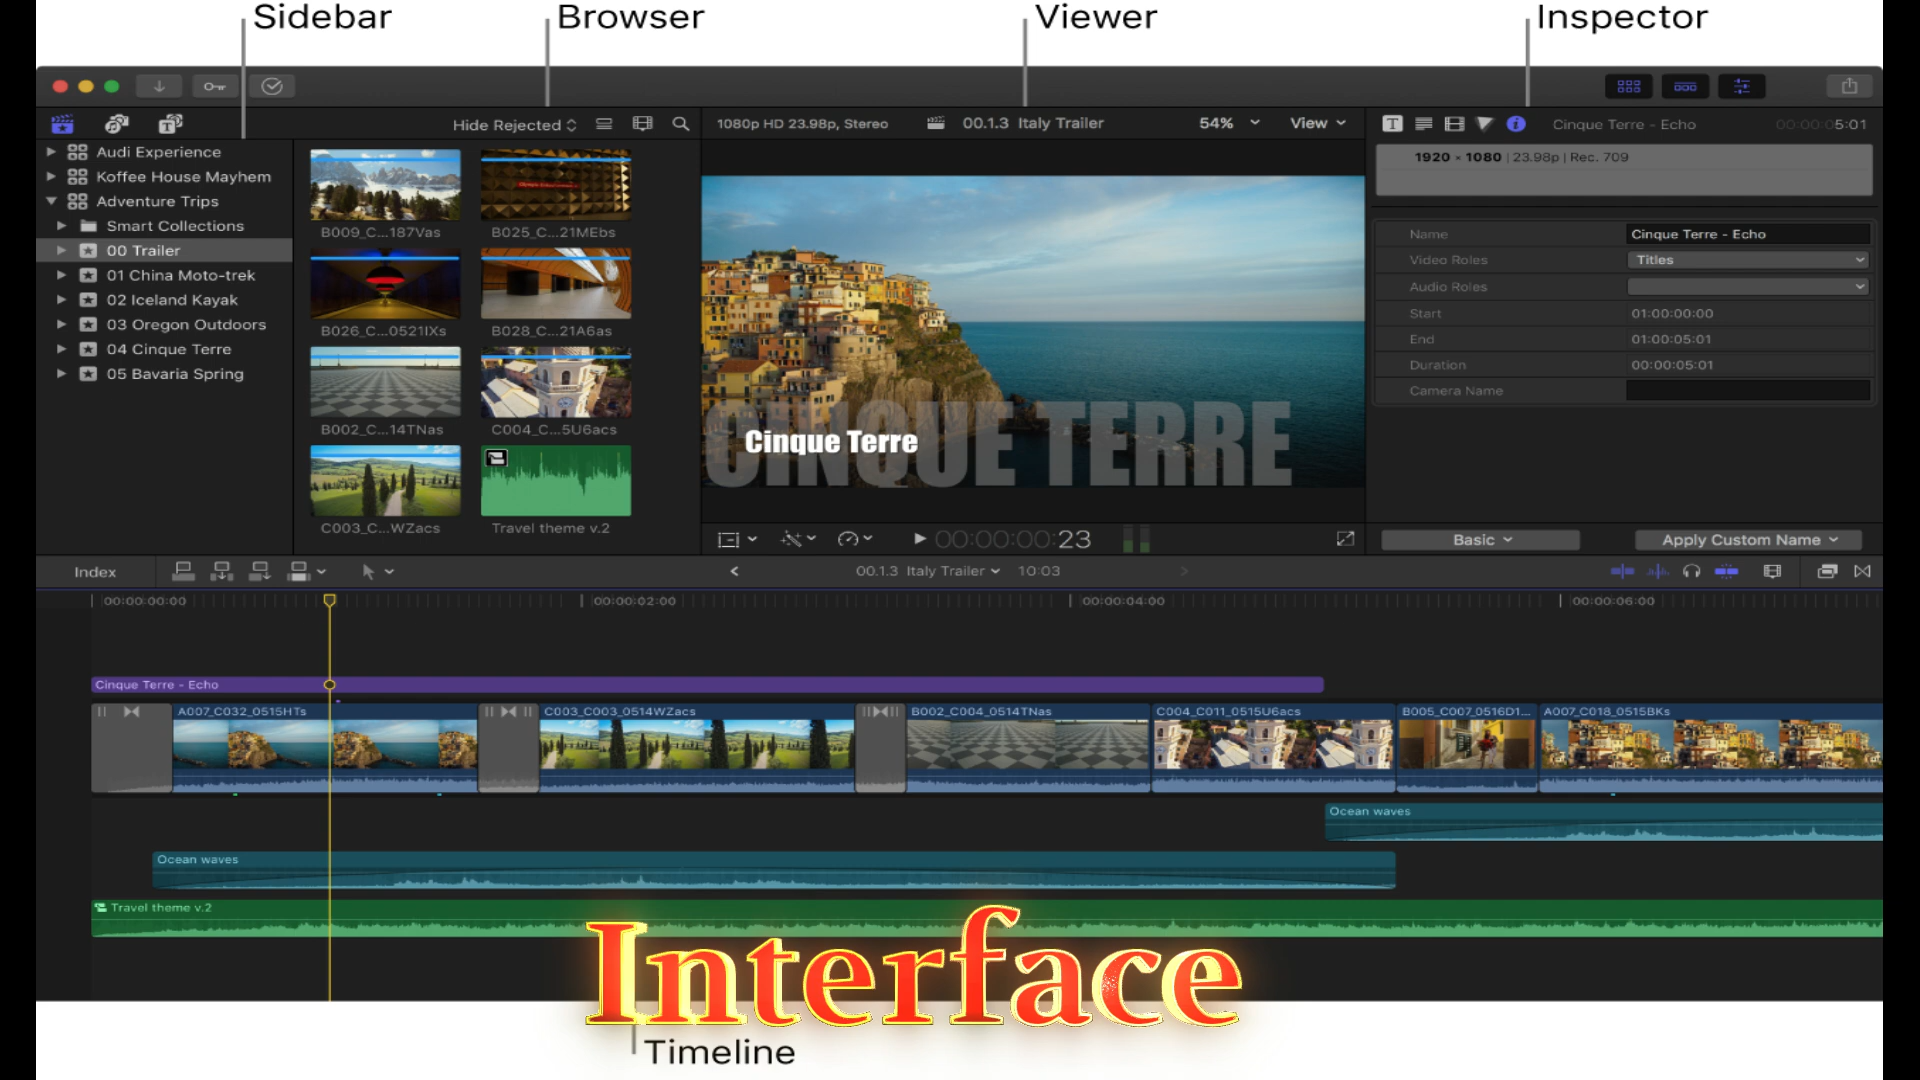 Sidebar
Browser
Viewer
Inspector
Hide Rejected
1080p HD 23.98p, Stereo
00.1.3 Italy Trailer
54%
View
Cinque Terre - Echo
00:00:05:01
Audi Experience
Koffee House Mayhem
Adventure Trips
Smart Collections
00 Trailer
01 China Moto-trek
02 Iceland Kayak
03 Oregon Outdoors
04 Cinque Terre
05 Bavaria Spring
B009_C...187Vas
B025_C...21MEbs
B026_C...0521IXs
B028_C...21A6as
B002_C...14TNas
C004_C...5U6acs
C003_C...WZacs
Travel theme v.2
CINQUE TERRE
Cinque Terre
1920 × 1080 | 23.98p | Rec. 709
Name
Cinque Terre - Echo
Video Roles
Titles
Audio Roles
Start
01:00:00:00
End
01:00:05:01
Duration
00:00:05:01
Camera Name
00:00:00:23
Basic
Apply Custom Name
Index
00.1.3 Italy Trailer
10:03
00:00:00:00
00:00:02:00
00:00:04:00
00:00:06:00
Cinque Terre - Echo
A007_C032_0515HTs
C003_C003_0514WZacs
B002_C004_0514TNas
C004_C011_0515U6acs
B005_C007_0516D1...
A007_C018_0515BKs
Ocean waves
Ocean waves
Travel theme v.2
Interface
Timeline